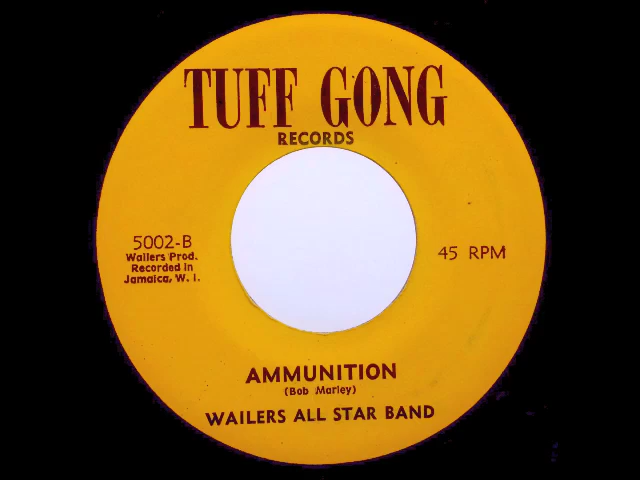 TUFF GONG
RECORDS
5002-B
Wailers Prod.
Recorded in
Jamaica, W. I.
45 RPM
AMMUNITION
(Bob Marley)
WAILERS ALL STAR BAND